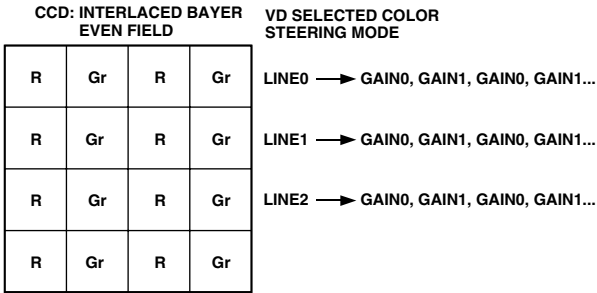 CCD: INTERLACED BAYER
EVEN FIELD
VD SELECTED COLOR
STEERING MODE
R Gr R Gr
LINE0 GAIN0, GAIN1, GAIN0, GAIN1...
R Gr R Gr
LINE1 GAIN0, GAIN1, GAIN0, GAIN1...
R Gr R Gr
LINE2 GAIN0, GAIN1, GAIN0, GAIN1...
R Gr R Gr